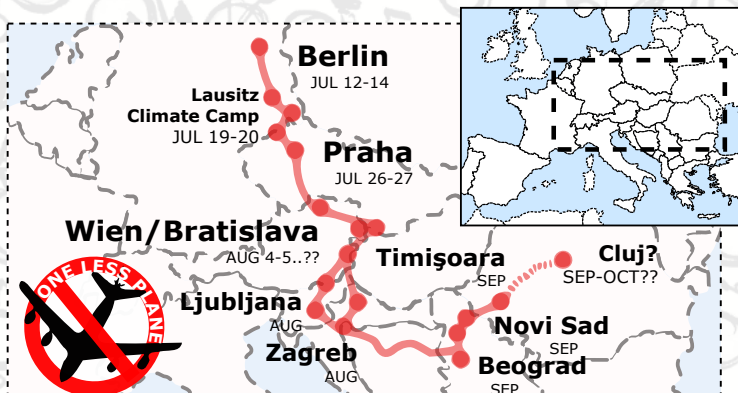 Berlin
JUL 12-14
Lausitz
Climate Camp
JUL 19-20
Praha
JUL 26-27
Wien/Bratislava
AUG 4-5..??
Timişoara
SEP
Cluj?
SEP-OCT??
Ljubljana
AUG
Novi Sad
SEP
Zagreb
AUG
Beograd
SEP
ONE LESS PLANE